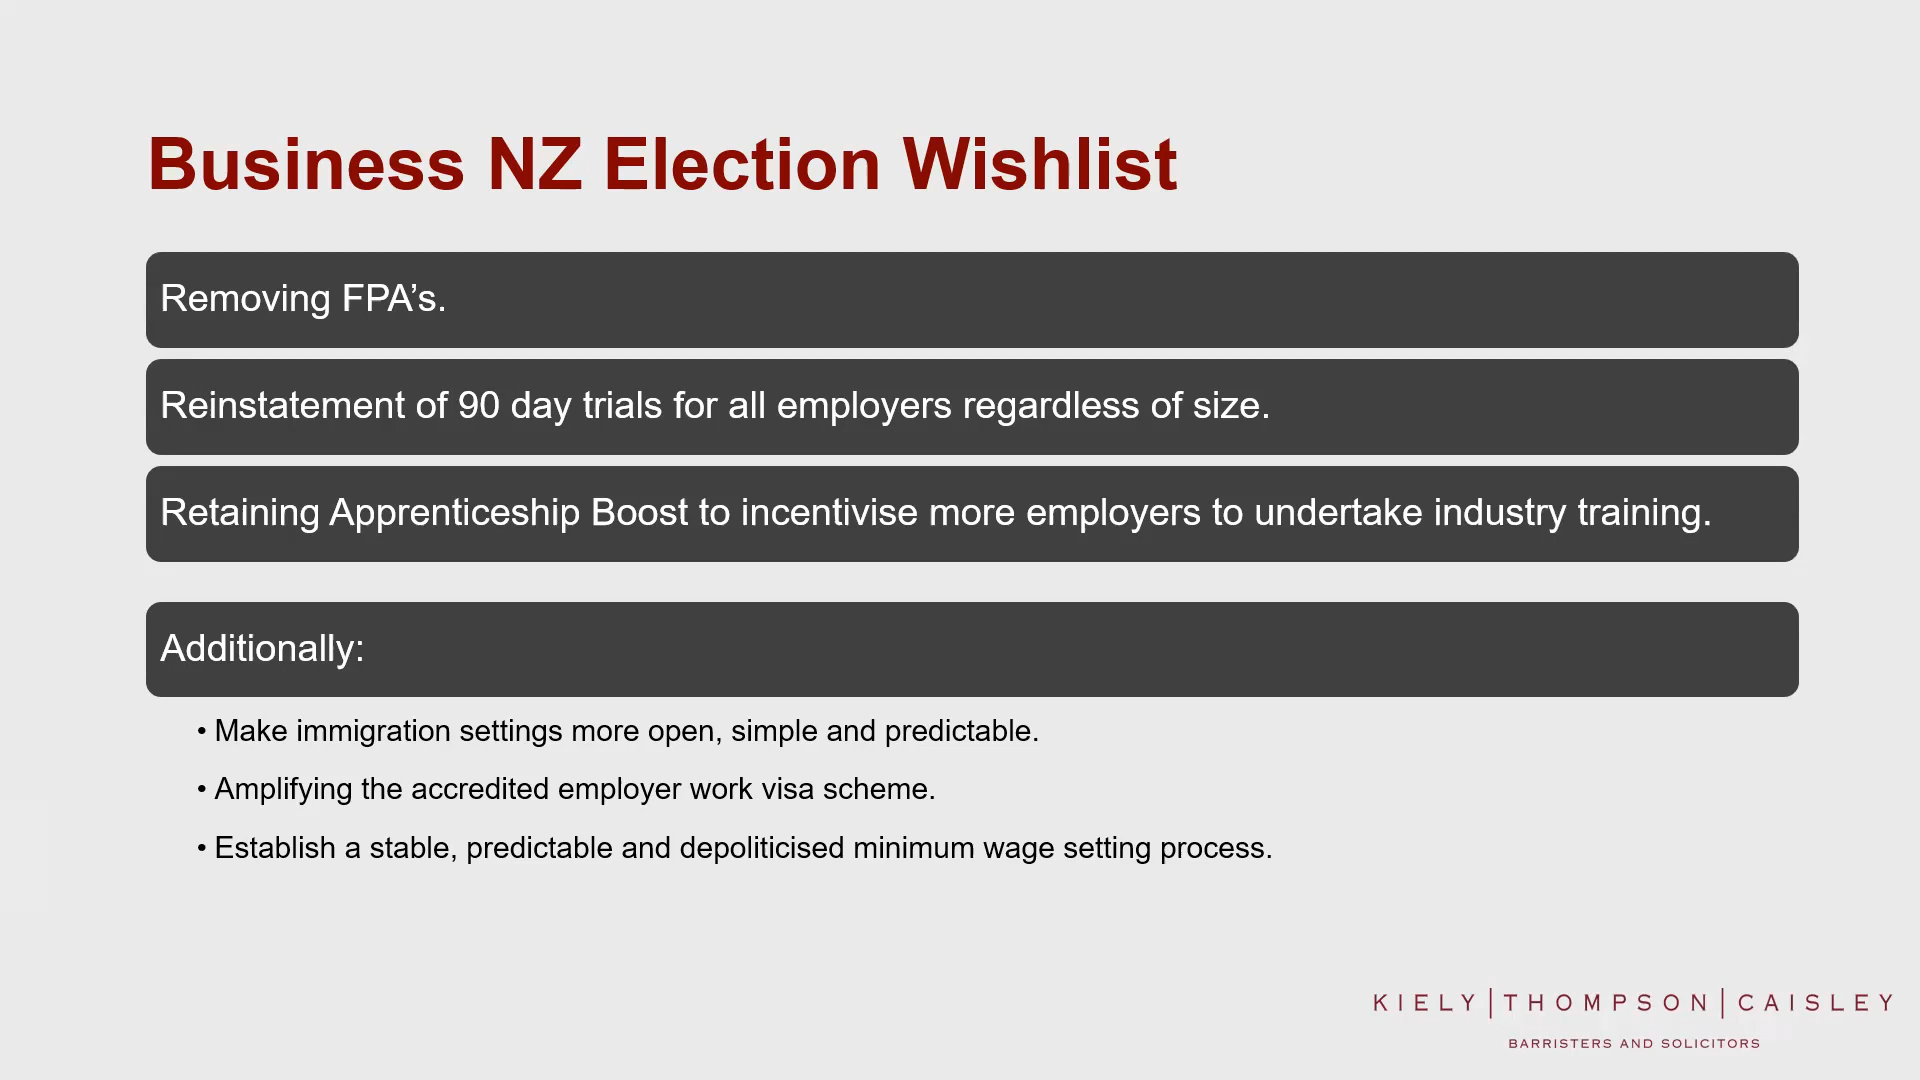 Business NZ Election Wishlist
Removing FPA’s.
Reinstatement of 90 day trials for all employers regardless of size.
Retaining Apprenticeship Boost to incentivise more employers to undertake industry training.
Additionally:
• Make immigration settings more open, simple and predictable.
• Amplifying the accredited employer work visa scheme.
• Establish a stable, predictable and depoliticised minimum wage setting process.
KIELY|THOMPSON|CAISLEY
BARRISTERS AND SOLICITORS